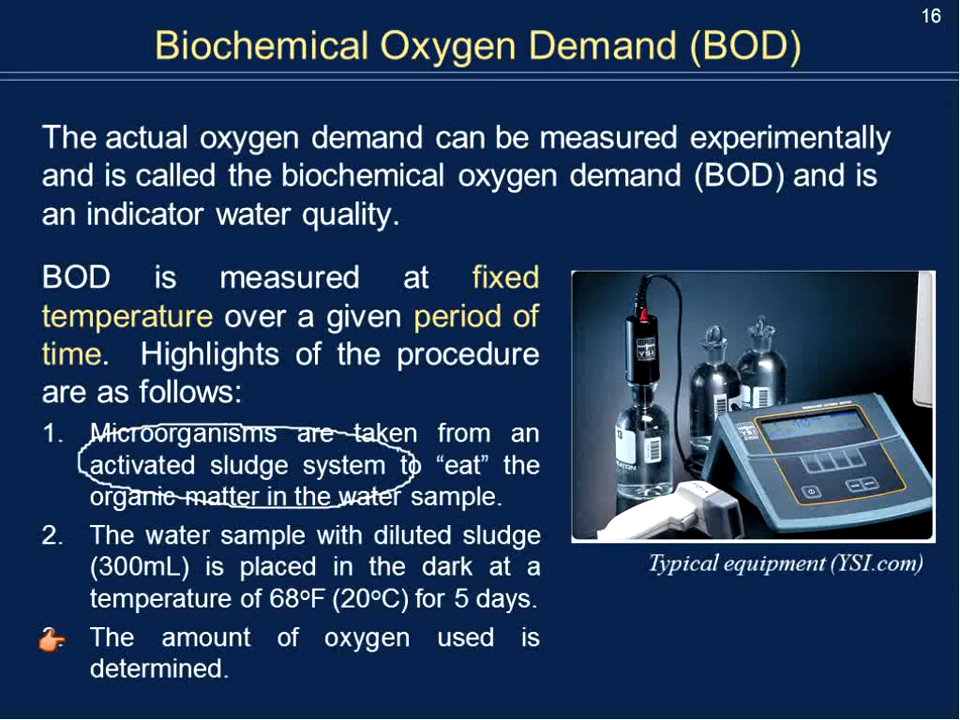 16
Biochemical Oxygen Demand (BOD)
The actual oxygen demand can be measured experimentally
and is called the biochemical oxygen demand (BOD) and is
an indicator water quality.
BOD is measured at fixed
temperature over a given period of
time. Highlights of the procedure
are as follows:
1. Microorganisms are taken from an
activated sludge system to “eat” the
organic matter in the water sample.
2. The water sample with diluted sludge
(300mL) is placed in the dark at a
temperature of 68ºF (20ºC) for 5 days.
The amount of oxygen used is
determined.
YSI
13
YSI
Typical equipment (YSI.com)